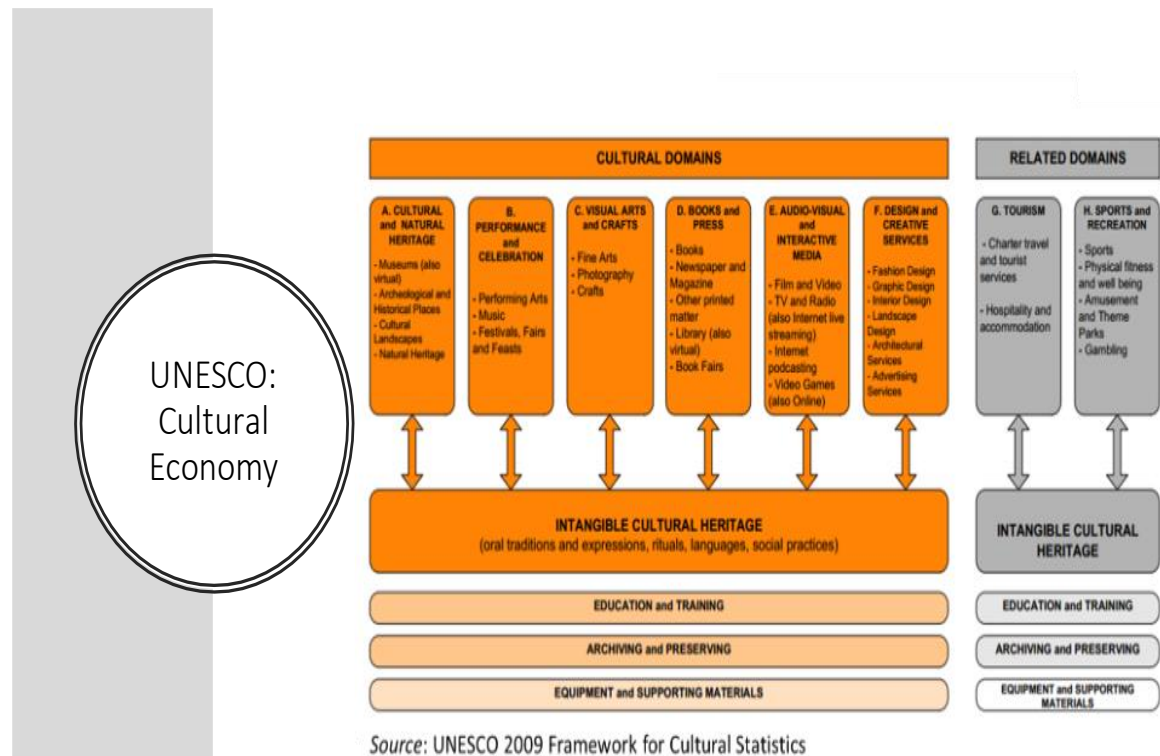 UNESCO:
Cultural
Economy
CULTURAL DOMAINS
RELATED DOMAINS
A. CULTURAL
and NATURAL
HERITAGE
- Museums (also
virtual)
- Archeological and
Historical Places
- Cultural
Landscapes
- Natural Heritage
B.
PERFORMANCE
and
CELEBRATION
- Performing Arts
- Music
- Festivals, Fairs
and Feasts
C. VISUAL ARTS
and CRAFTS
- Fine Arts
- Photography
- Crafts
D. BOOKS and
PRESS
- Books
- Newspaper and
Magazine
- Other printed
matter
- Library (also
virtual)
- Book Fairs
E. AUDIO-VISUAL
and
INTERACTIVE
MEDIA
- Film and Video
- TV and Radio
(also Internet live
streaming)
- Internet
podcasting
- Video Games
(also Online)
F. DESIGN and
CREATIVE
SERVICES
- Fashion Design
- Graphic Design
- Interior Design
- Landscape
Design
- Architectural
Services
- Advertising
Services
G. TOURISM
- Charter travel
and tourist
services
- Hospitality and
accommodation
H. SPORTS and
RECREATION
- Sports
- Physical fitness
and well being
- Amusement
and Theme
Parks
- Gambling
INTANGIBLE CULTURAL HERITAGE
(oral traditions and expressions, rituals, languages, social practices)
INTANGIBLE CULTURAL
HERITAGE
EDUCATION and TRAINING
EDUCATION and TRAINING
ARCHIVING and PRESERVING
ARCHIVING and PRESERVING
EQUIPMENT and SUPPORTING MATERIALS
EQUIPMENT and SUPPORTING
MATERIALS
Source: UNESCO 2009 Framework for Cultural Statistics